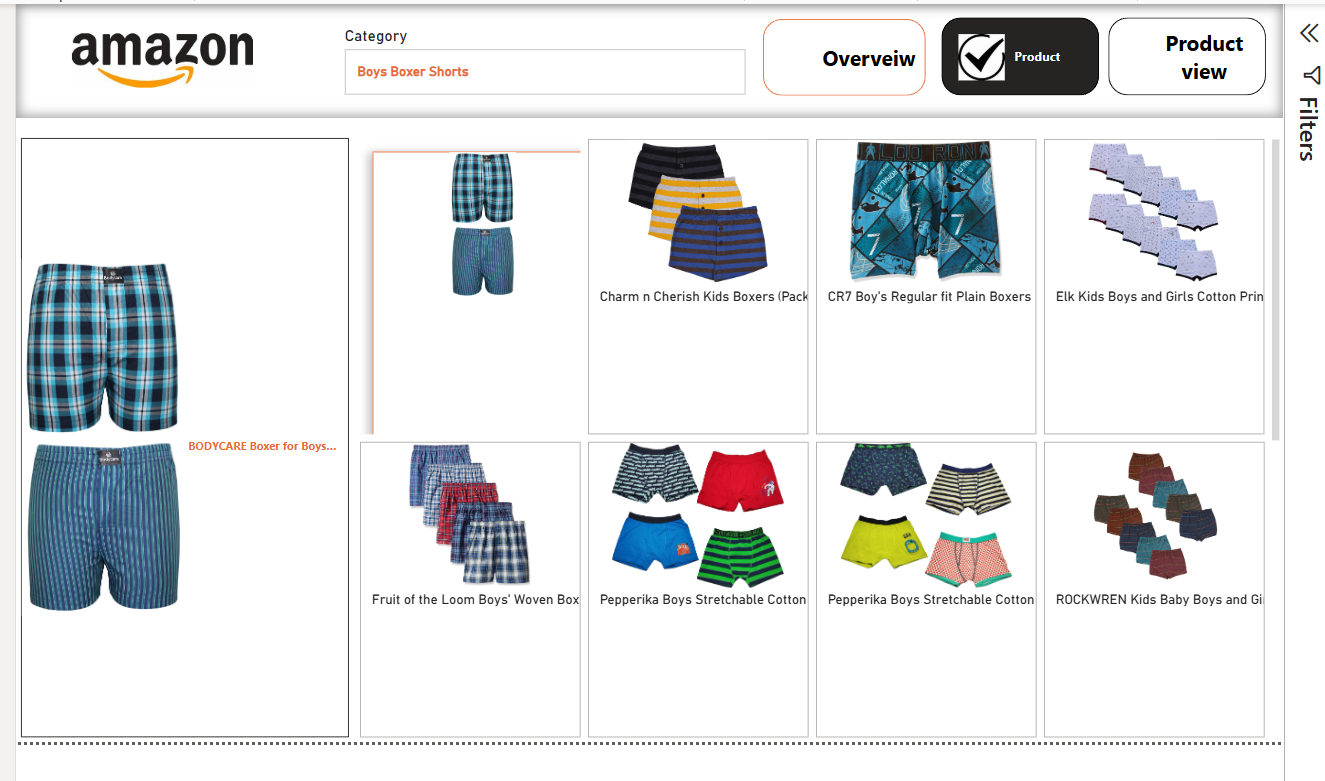 amazon
Category
Boys Boxer Shorts
Overveiw
Product
Product
view
Filters
BODYCARE Boxer for Boys...
Charm n Cherish Kids Boxers (Pack
CR7 Boy's Regular fit Plain Boxers
Elk Kids Boys and Girls Cotton Prin
Fruit of the Loom Boys' Woven Box
Pepperika Boys Stretchable Cotton
Pepperika Boys Stretchable Cotton
ROCKWREN Kids Baby Boys and Gi